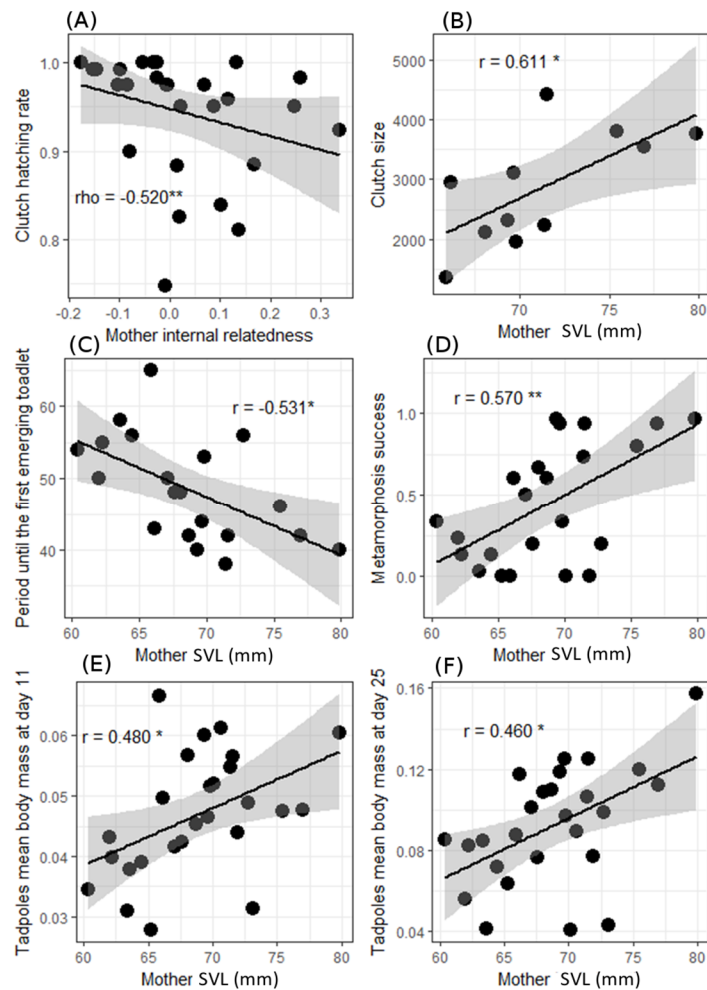 (A)
Clutch hatching rate
1.0
0.9
0.8
rho = -0.520**
-0.2 -0.1 0.0 0.1 0.2 0.3
Mother internal relatedness
(B)
Clutch size
5000
4000
3000
2000
r = 0.611 *
70 75 80
Mother SVL (mm)
(C)
Period until the first emerging toadlet
60
50
40
r = -0.531*
60 65 70 75 80
Mother SVL (mm)
(D)
Metamorphosis success
1.0
0.5
0.0
r = 0.570 **
60 65 70 75 80
Mother SVL (mm)
(E)
Tadpoles mean body mass at day 11
0.06
0.05
0.04
0.03
r = 0.480 *
60 65 70 75 80
Mother SVL (mm)
(F)
Tadpoles mean body mass at day 25
0.16
0.12
0.08
0.04
r = 0.460 *
60 65 70 75 80
Mother SVL (mm)